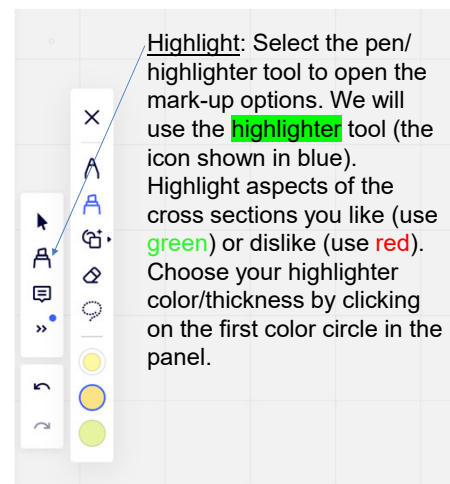 Highlight: Select the pen/
highlighter tool to open the
mark-up options. We will
use the highlighter tool (the
icon shown in blue).
Highlight aspects of the
cross sections you like (use
green) or dislike (use red).
Choose your highlighter
color/thickness by clicking
on the first color circle in the
panel.